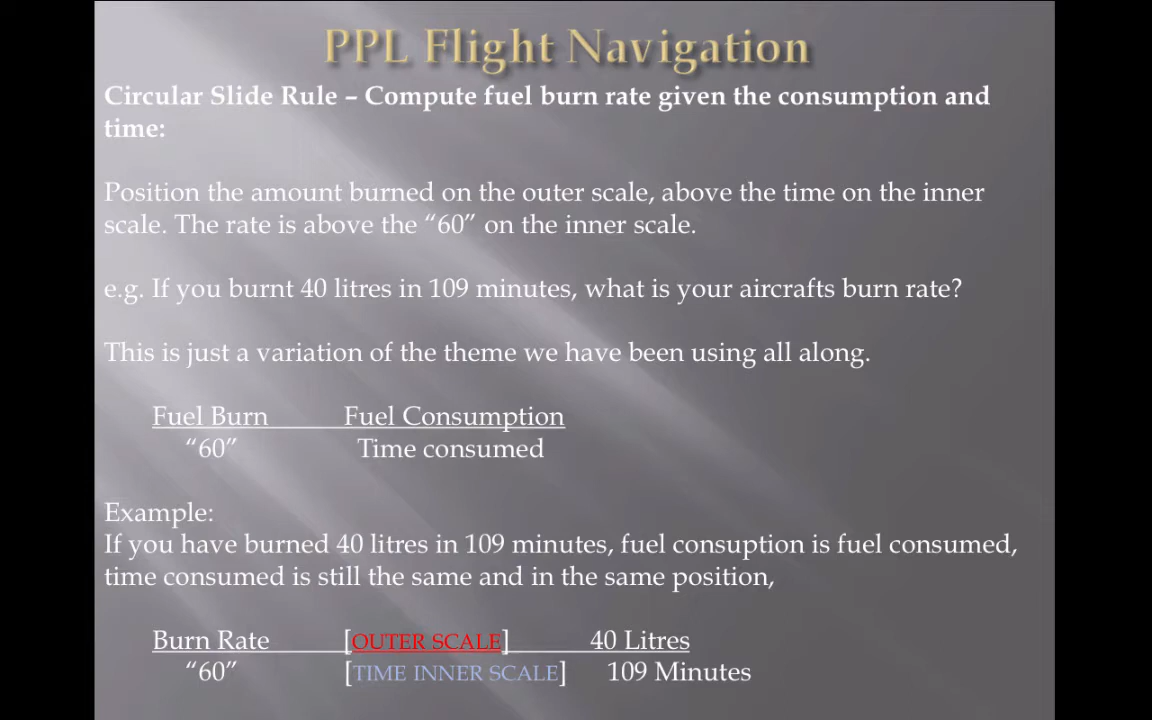 PPL Flight Navigation
Circular Slide Rule – Compute fuel burn rate given the consumption and
time:
Position the amount burned on the outer scale, above the time on the inner
scale. The rate is above the “60” on the inner scale.
e.g. If you burnt 40 litres in 109 minutes, what is your aircrafts burn rate?
This is just a variation of the theme we have been using all along.
Fuel Burn Fuel Consumption
“60” Time consumed
Example:
If you have burned 40 litres in 109 minutes, fuel consuption is fuel consumed,
time consumed is still the same and in the same position,
Burn Rate [OUTER SCALE] 40 Litres
“60” [TIME INNER SCALE] 109 Minutes